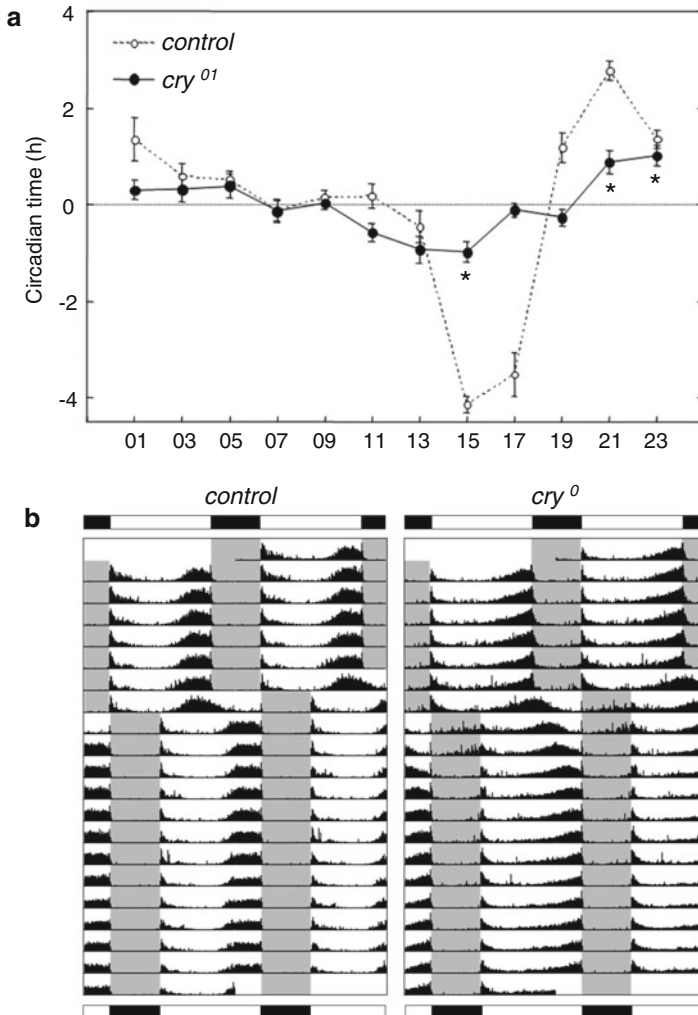 a
4
control
cry 01
2
0
-2
-4
Circadian time (h)
*
*
*
01 03 05 07 09 11 13 15 17 19 21 23
b
control
cry 0